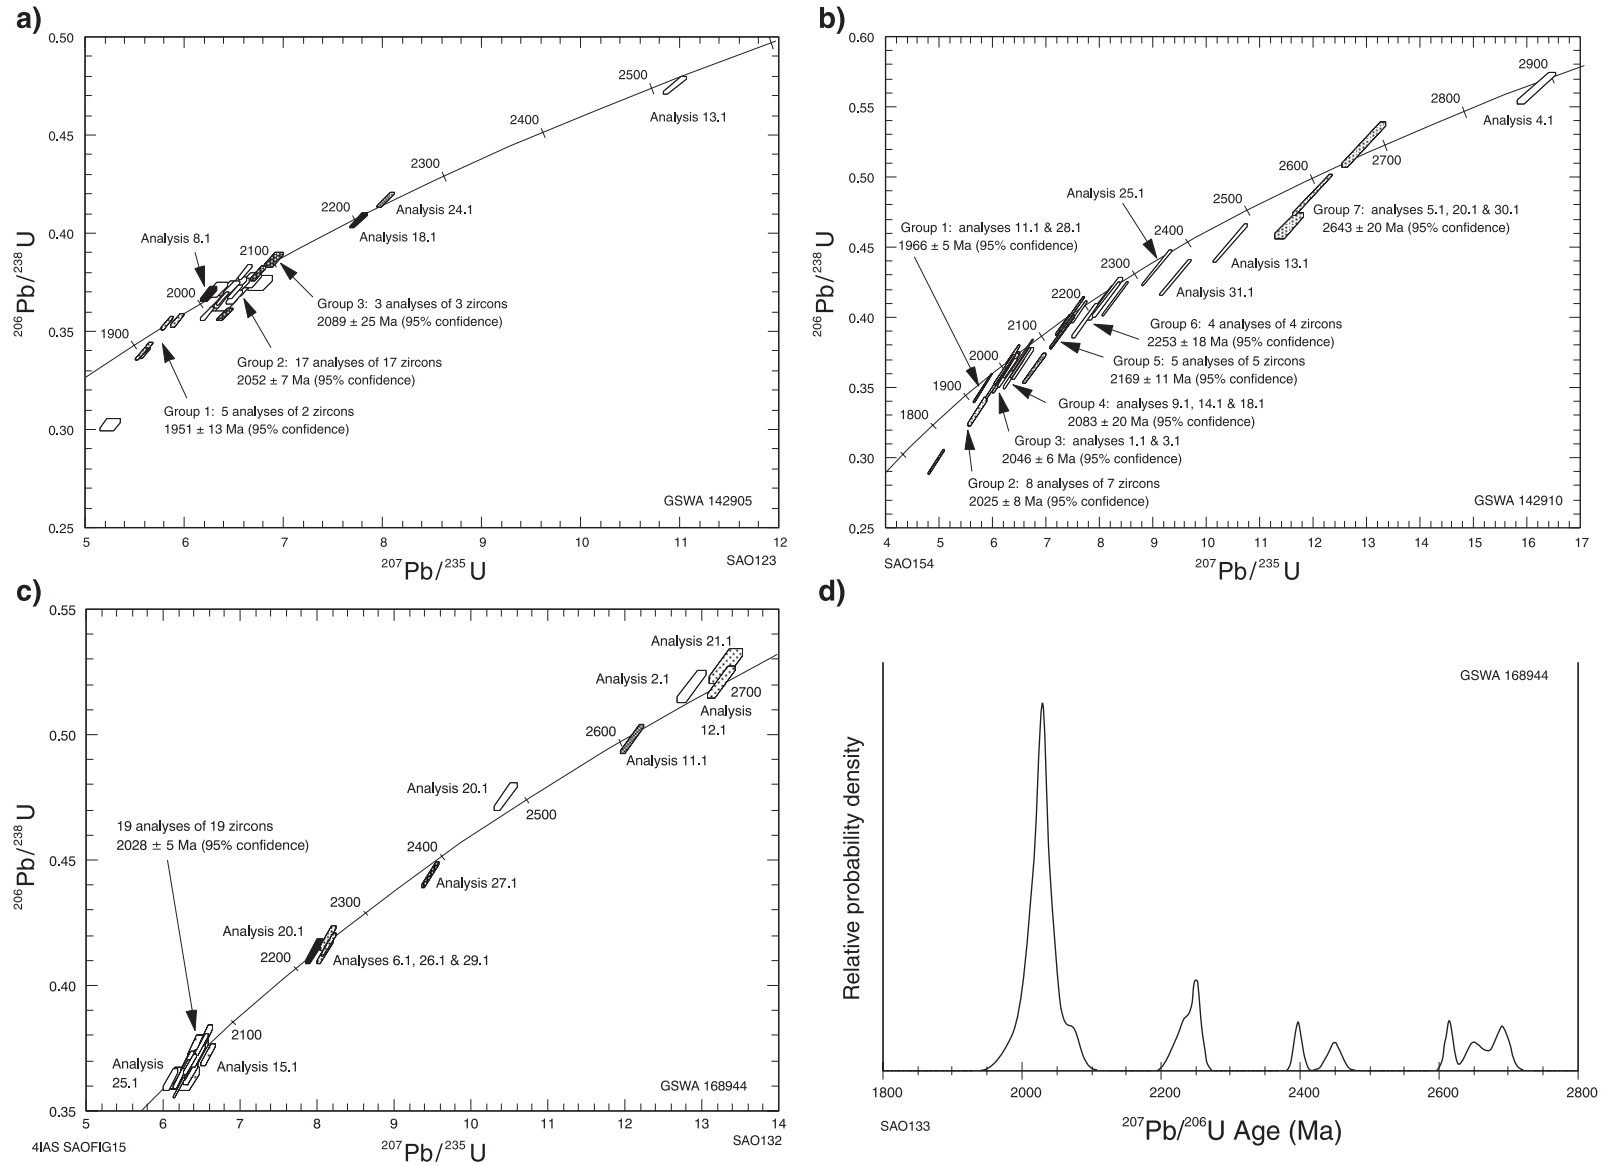 a)
0.50
0.45
0.40
0.35
0.30
0.25
206Pb/238U
2500
2400
2300
2200
2100
2000
1900
Analysis 13.1
Analysis 24.1
Analysis 18.1
Analysis 8.1
Group 3: 3 analyses of 3 zircons
2089 ± 25 Ma (95% confidence)
Group 2: 17 analyses of 17 zircons
2052 ± 7 Ma (95% confidence)
Group 1: 5 analyses of 2 zircons
1951 ± 13 Ma (95% confidence)
GSWA 142905
5 6 7 8 9 10 11 12
207Pb/235U
SAO123
b)
0.60
0.55
0.50
0.45
0.40
0.35
0.30
0.25
206Pb/238U
2900
2800
2700
2600
2500
2400
2300
2200
2100
2000
1900
1800
Analysis 4.1
Analysis 25.1
Group 1: analyses 11.1 & 28.1
1966 ± 5 Ma (95% confidence)
Group 7: analyses 5.1, 20.1 & 30.1
2643 ± 20 Ma (95% confidence)
Analysis 13.1
Analysis 31.1
Group 6: 4 analyses of 4 zircons
2253 ± 18 Ma (95% confidence)
Group 5: 5 analyses of 5 zircons
2169 ± 11 Ma (95% confidence)
Group 4: analyses 9.1, 14.1 & 18.1
2083 ± 20 Ma (95% confidence)
Group 3: analyses 1.1 & 3.1
2046 ± 6 Ma (95% confidence)
Group 2: 8 analyses of 7 zircons
2025 ± 8 Ma (95% confidence)
GSWA 142910
4 5 6 7 8 9 10 11 12 13 14 15 16 17
SAO154
207Pb/235U
c)
0.55
0.50
0.45
0.40
0.35
206Pb/238U
Analysis 21.1
Analysis 2.1
2700
Analysis
12.1
2600
Analysis 11.1
Analysis 20.1
2500
19 analyses of 19 zircons
2028 ± 5 Ma (95% confidence)
2400
Analysis 27.1
2300
Analysis 20.1
2200
Analyses 6.1, 26.1 & 29.1
2100
Analysis
25.1
Analysis 15.1
GSWA 168944
5 6 7 8 9 10 11 12 13 14
4IAS SAOFIG15
207Pb/235U
SAO132
d)
GSWA 168944
Relative probability density
1800 2000 2200 2400 2600 2800
SAO133
207Pb/206U Age (Ma)